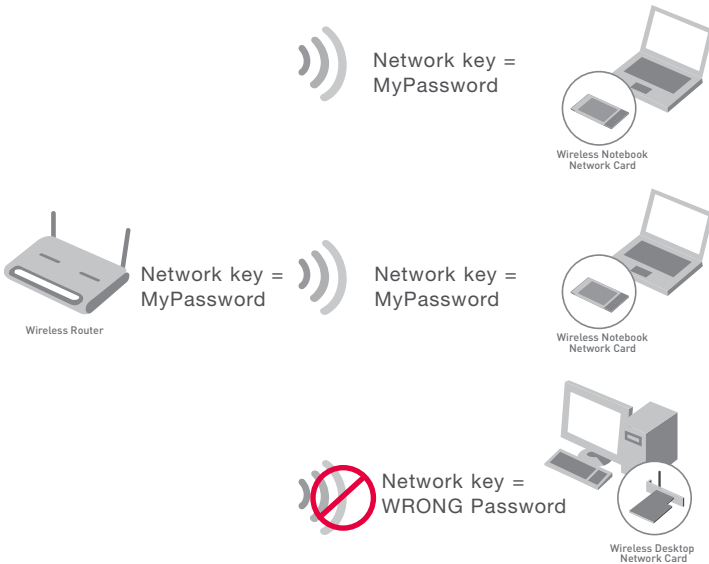 Network key =
MyPassword
Wireless Notebook
Network Card
Network key =
MyPassword
Wireless Router
Network key =
MyPassword
Wireless Notebook
Network Card
Network key =
WRONG Password
Wireless Desktop
Network Card